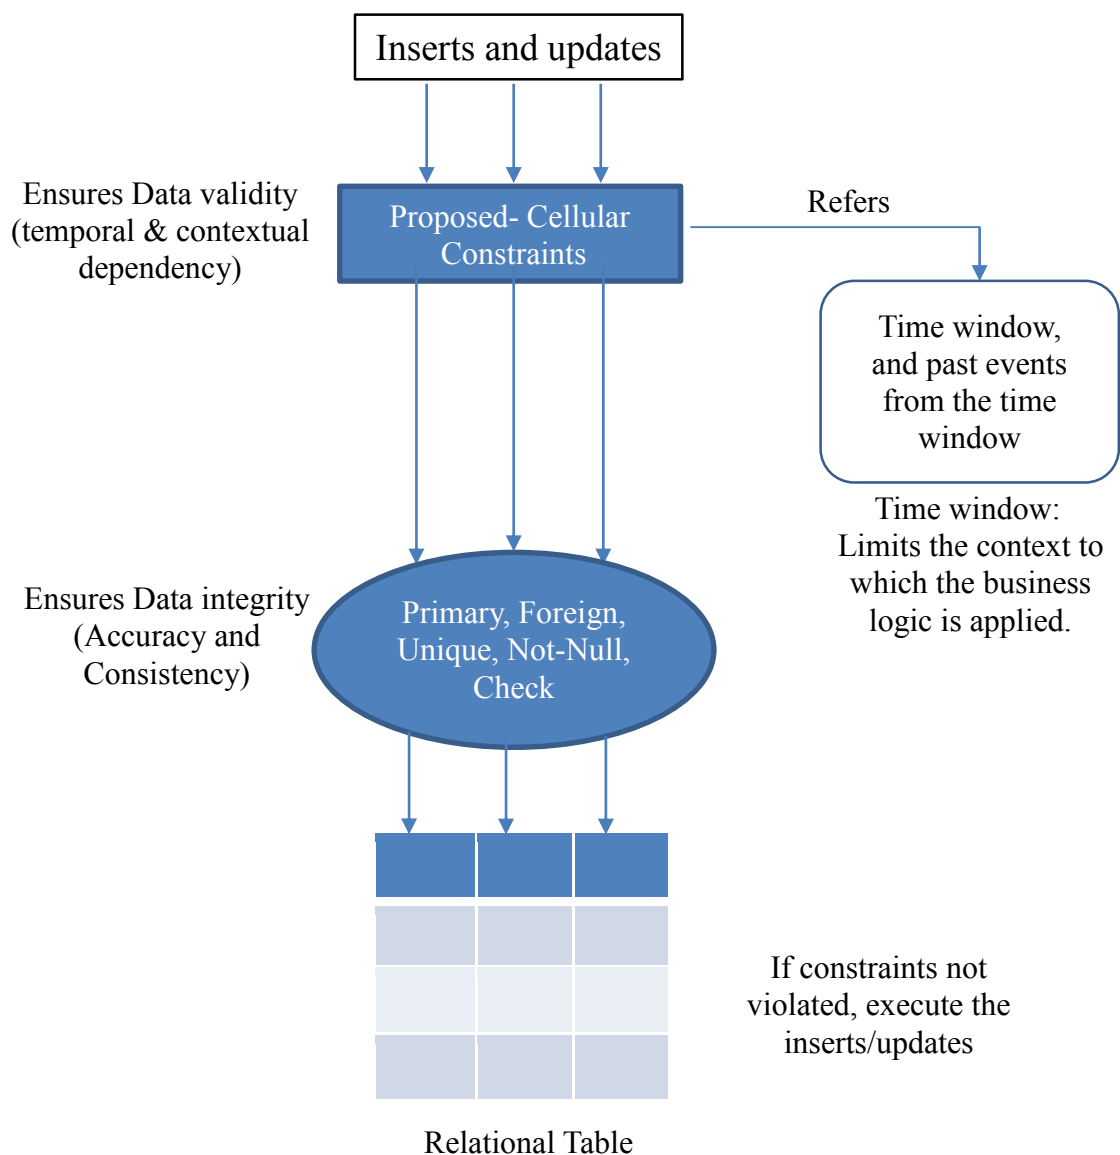 Inserts and updates
Ensures Data validity
(temporal & contextual
dependency)
Proposed- Cellular
Constraints
Refers
Time window,
and past events
from the time
window
Time window:
Limits the context to
which the business
logic is applied.
Ensures Data integrity
(Accuracy and
Consistency)
Primary, Foreign,
Unique, Not-Null,
Check
If constraints not
violated, execute the
inserts/updates
Relational Table